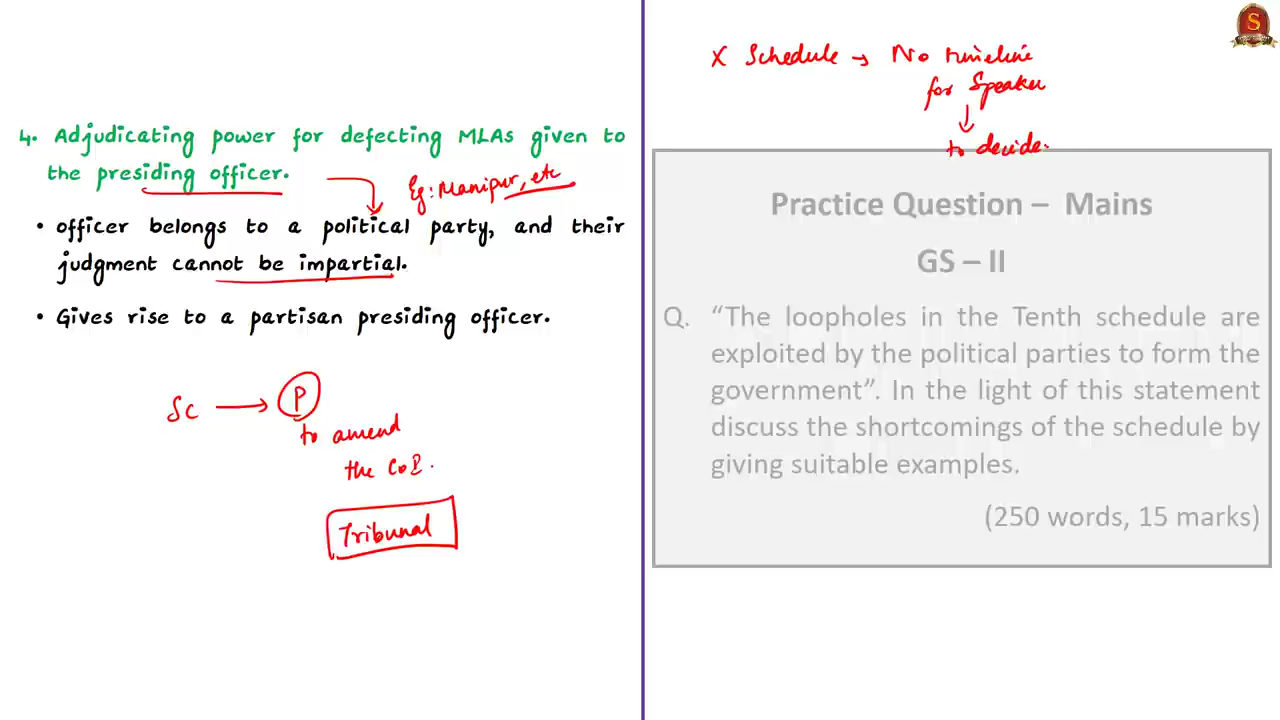 4. Adjudicating power for defecting MLAs given to
the presiding officer.
Eg: Manipur, etc
• officer belongs to a political party, and their
judgment cannot be impartial.
• Gives rise to a partisan presiding officer.
SC → P
to amend
the CoI.
Tribunal
X Schedule → No timeline
for Speaker
to decide.
Practice Question – Mains
GS – II
Q. “The loopholes in the Tenth schedule are
exploited by the political parties to form the
government”. In the light of this statement
discuss the shortcomings of the schedule by
giving suitable examples.
(250 words, 15 marks)
S